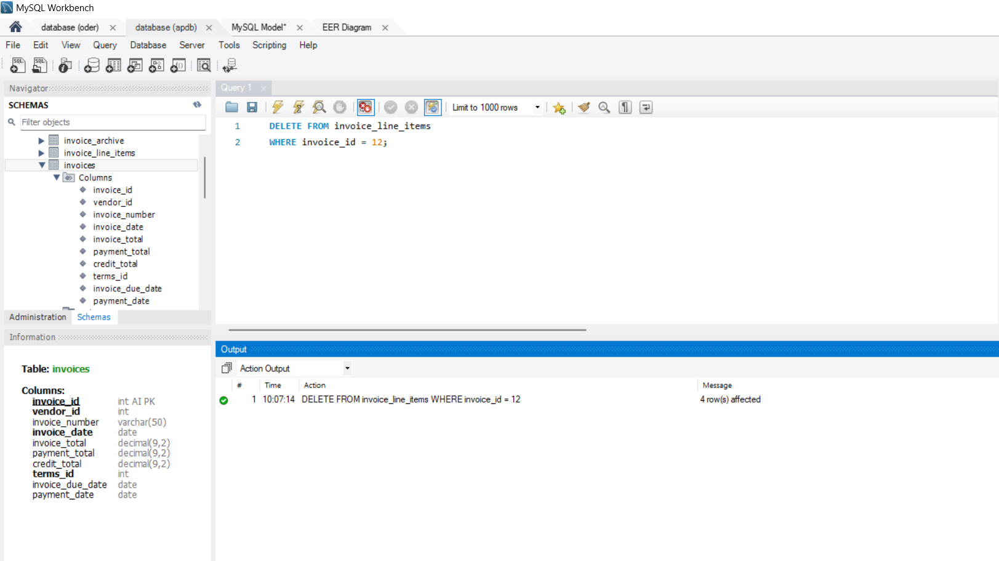 MySQL Workbench
database (oder)
database (apdb)
MySQL Model*
EER Diagram
File Edit View Query Database Server Tools Scripting Help
SQL
SQL
Navigator
SCHEMAS
Filter objects
invoice_archive
invoice_line_items
invoices
Columns
invoice_id
vendor_id
invoice_number
invoice_date
invoice_total
payment_total
credit_total
terms_id
invoice_due_date
payment_date
Administration Schemas
Information
Table: invoices
Columns:
invoice_id int AI PK
vendor_id int
invoice_number varchar(50)
invoice_date date
invoice_total decimal(9,2)
payment_total decimal(9,2)
credit_total decimal(9,2)
terms_id int
invoice_due_date date
payment_date date
Query 1
Limit to 1000 rows
1 DELETE FROM invoice_line_items
2 WHERE invoice_id = 12;
Output
Action Output
# Time Action Message
1 10:07:14 DELETE FROM invoice_line_items WHERE invoice_id = 12 4 row(s) affected